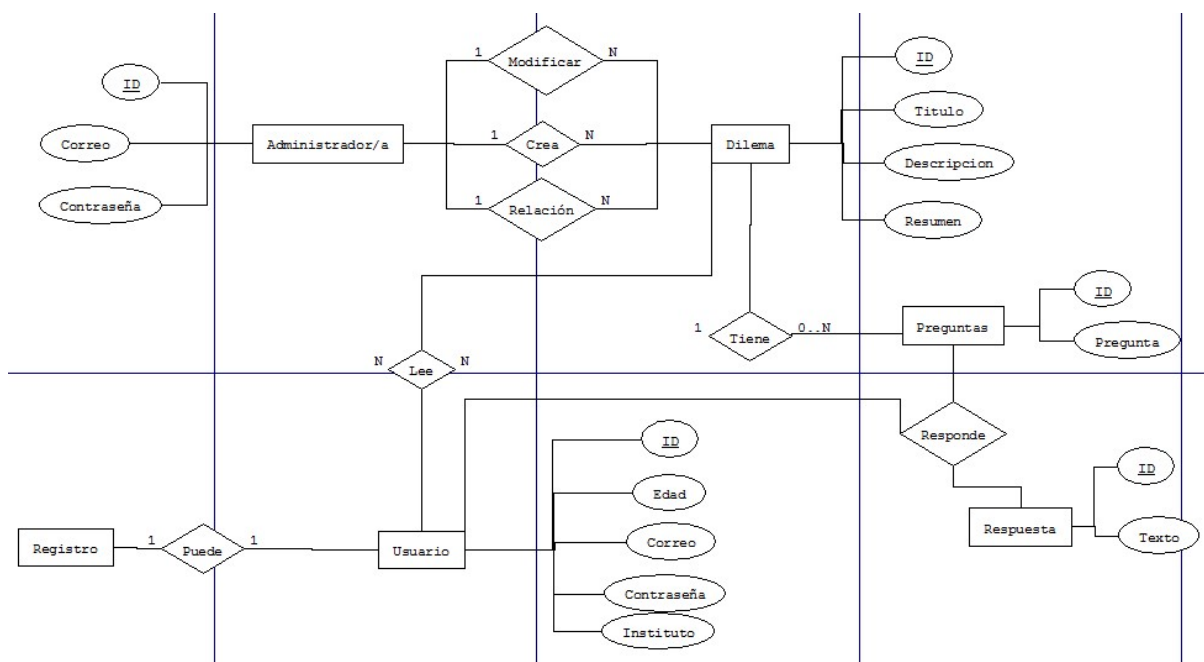 1
Modificar
N
ID
ID
Titulo
Correo
Administrador/a
1
Crea
N
Dilema
Descripcion
Contraseña
1
Relación
N
Resumen
ID
1
Tiene
0..N
Preguntas
Pregunta
N
Lee
N
Responde
ID
ID
Edad
Registro
1
Puede
1
Usuario
Correo
Respuesta
Texto
Contraseña
Instituto